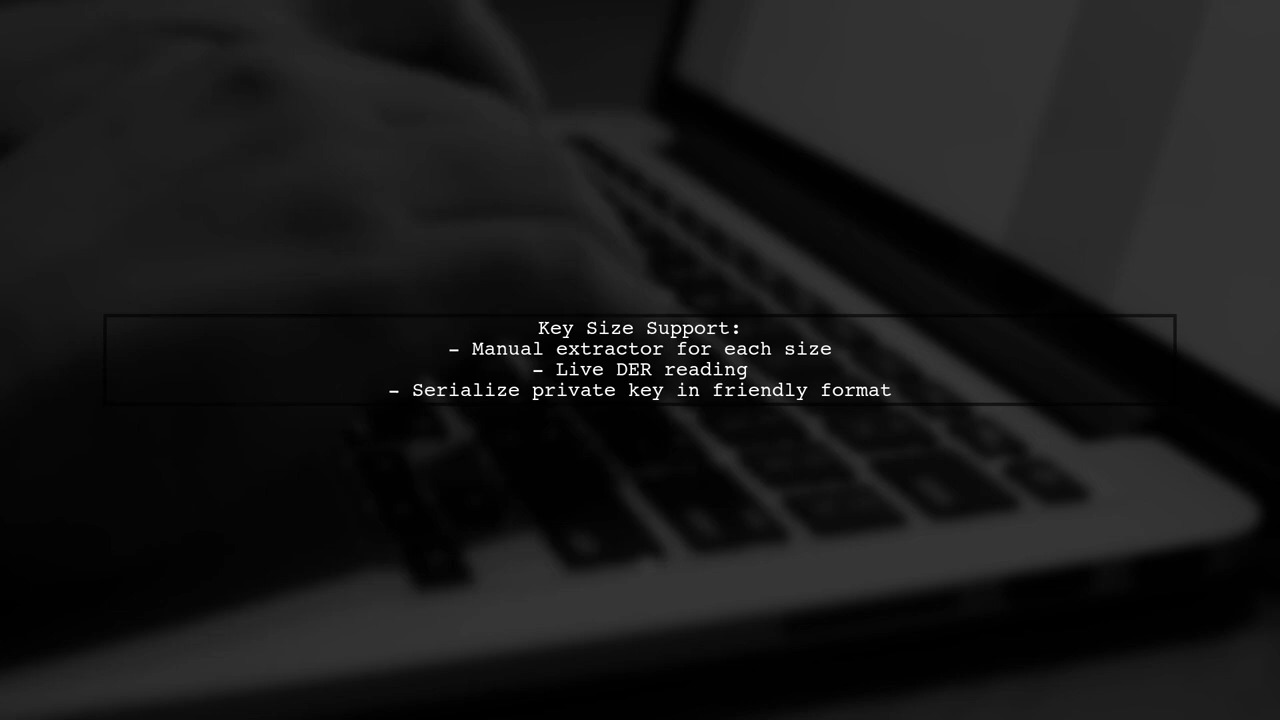 Key Size Support:
- Manual extractor for each size
- Live DER reading
- Serialize private key in friendly format